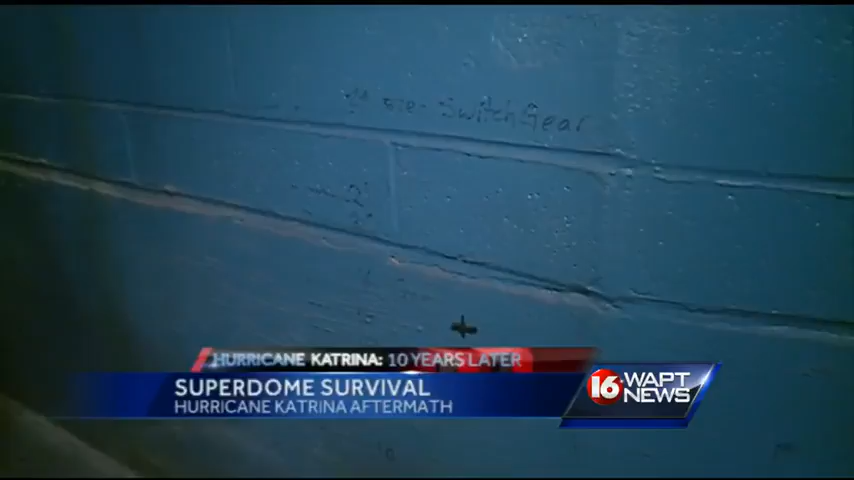 SwitchGear
HURRICANE KATRINA: 10 YEARS LATER
SUPERDOME SURVIVAL
HURRICANE KATRINA AFTERMATH
16 WAPT
NEWS